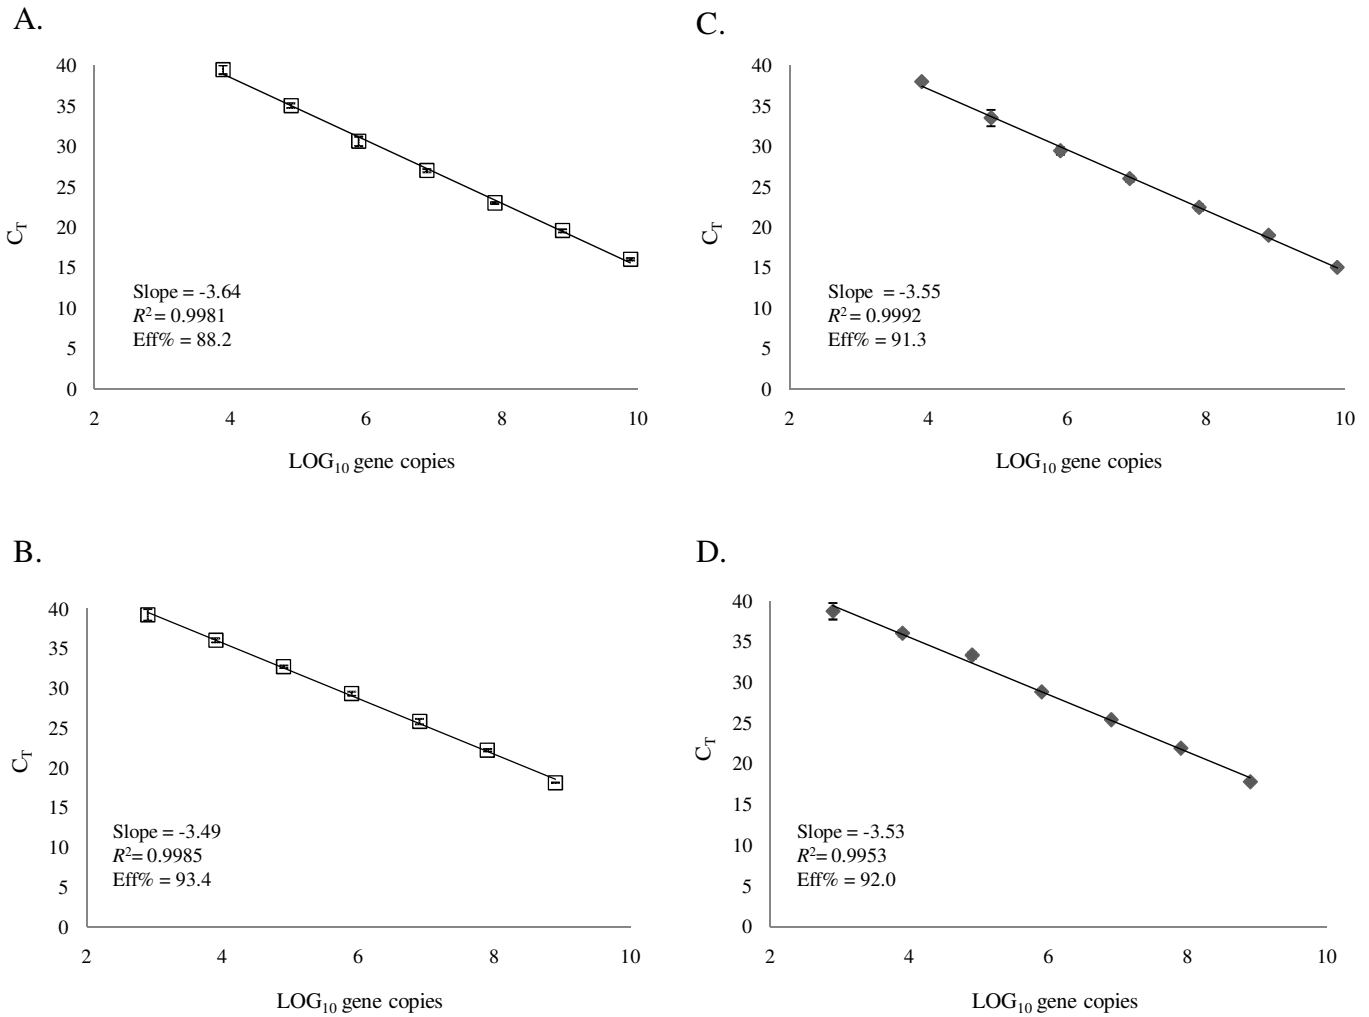 A.
40
35
30
25
20
15
10
5
0
C_T
Slope = -3.64
R² = 0.9981
Eff% = 88.2
2 4 6 8 10
LOG₁₀ gene copies
C.
40
35
30
25
20
15
10
5
0
C_T
Slope = -3.55
R² = 0.9992
Eff% = 91.3
2 4 6 8 10
LOG₁₀ gene copies
B.
40
35
30
25
20
15
10
5
0
C_T
Slope = -3.49
R²= 0.9985
Eff% = 93.4
2 4 6 8 10
LOG₁₀ gene copies
D.
40
35
30
25
20
15
10
5
0
C_T
Slope = -3.53
R²= 0.9953
Eff% = 92.0
2 4 6 8 10
LOG₁₀ gene copies